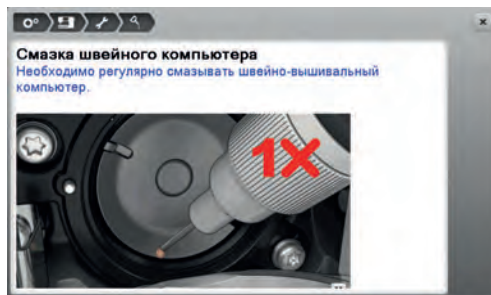 Смазка швейного компьютера
Необходимо регулярно смазывать швейно-вышивальный
компьютер.
1X